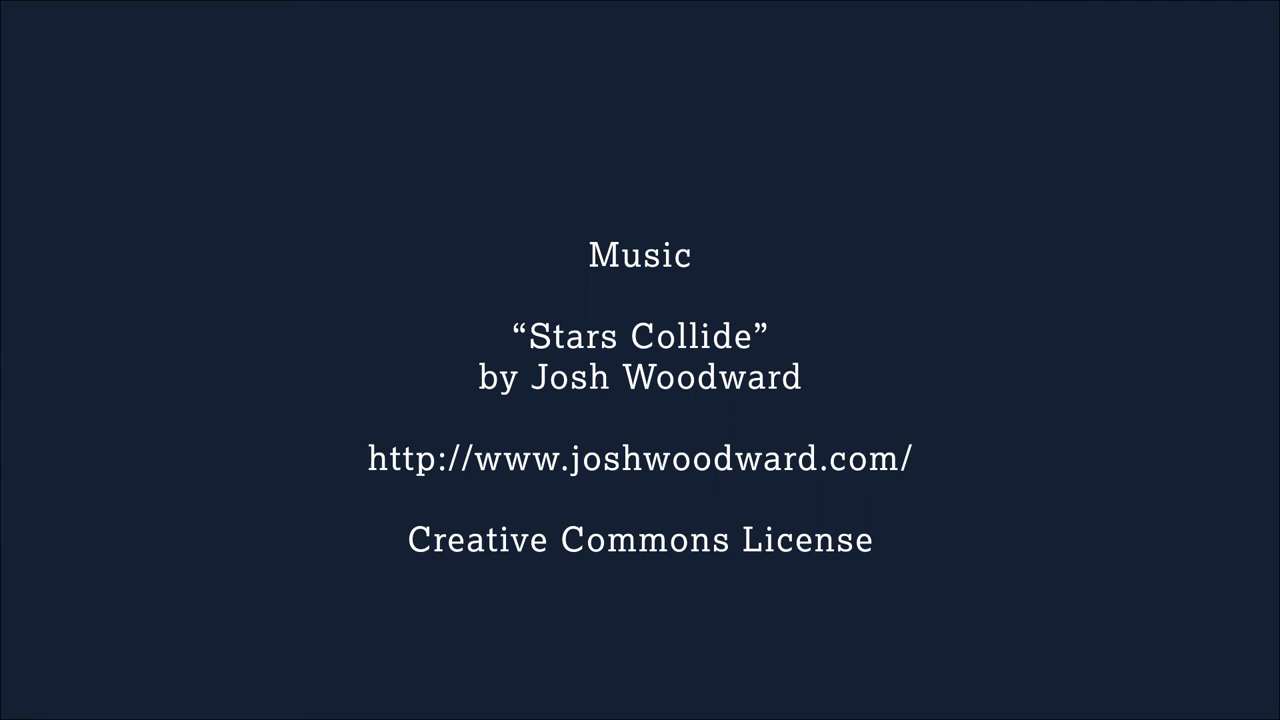 Music
“Stars Collide”
by Josh Woodward
http://www.joshwoodward.com/
Creative Commons License